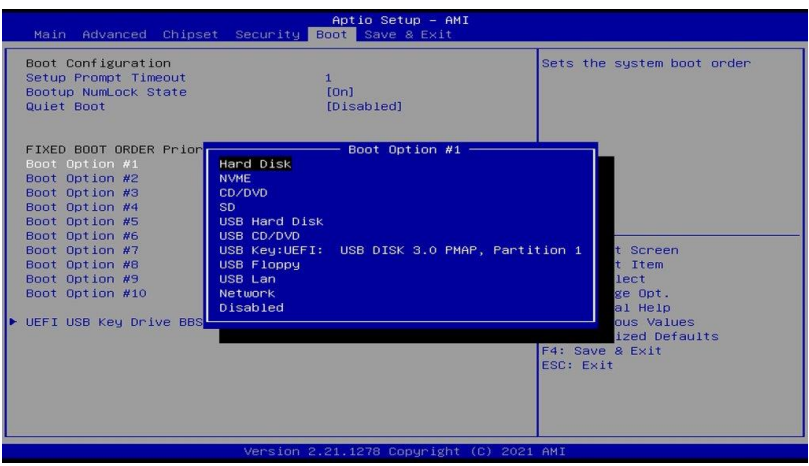 Aptio Setup – AMI
Main Advanced Chipset Security Boot Save & Exit
Boot Configuration
Setup Prompt Timeout 1
Bootup NumLock State [On]
Quiet Boot [Disabled]
FIXED BOOT ORDER Prior
Boot Option #1
Boot Option #2
Boot Option #3
Boot Option #4
Boot Option #5
Boot Option #6
Boot Option #7
Boot Option #8
Boot Option #9
Boot Option #10
UEFI USB Key Drive BBS
Boot Option #1
Hard Disk
NVME
CD/DVD
SD
USB Hard Disk
USB CD/DVD
USB Key:UEFI: USB DISK 3.0 PMAP, Partition 1
USB Floppy
USB Lan
Network
Disabled
Sets the system boot order
t Screen
t Item
lect
ge Opt.
al Help
ous Values
ized Defaults
F4: Save & Exit
ESC: Exit
Version 2.21.1278 Copyright (C) 2021 AMI